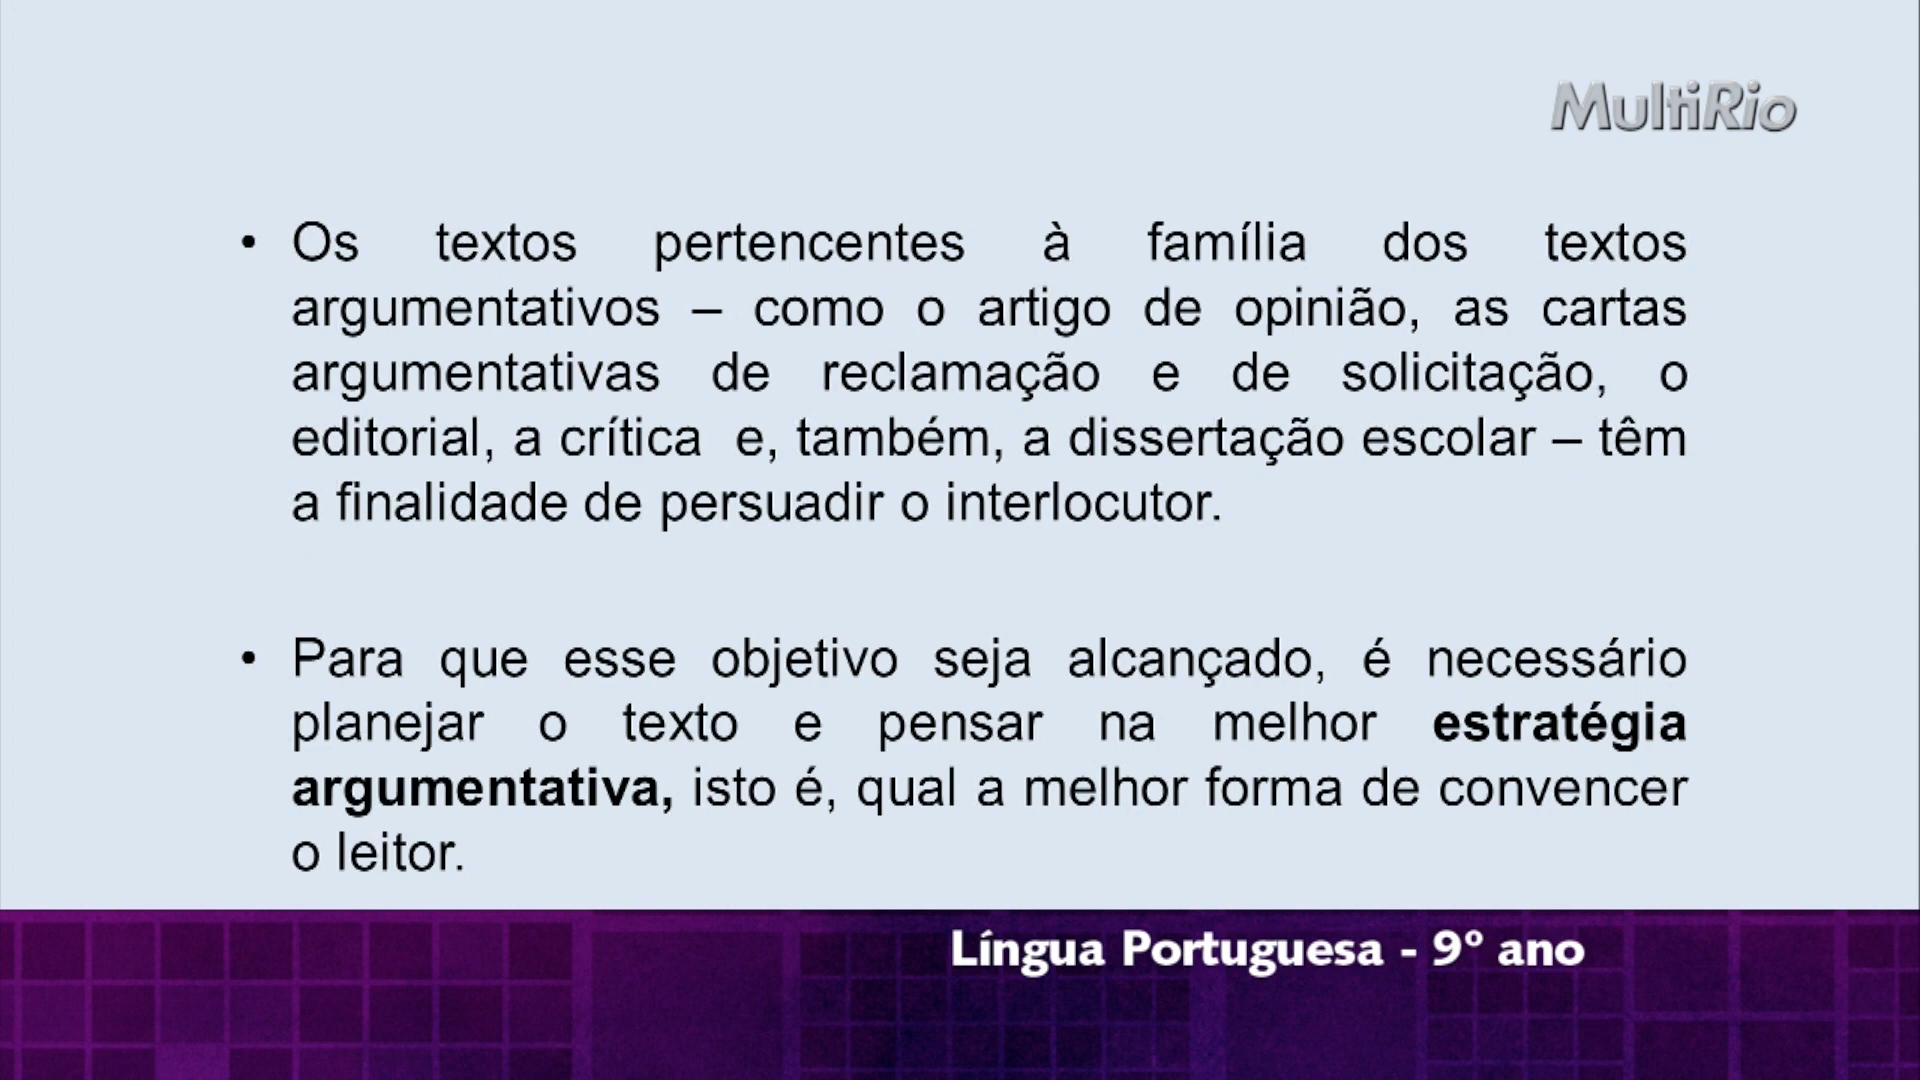 MultiRio
• Os textos pertencentes à família dos textos
argumentativos – como o artigo de opinião, as cartas
argumentativas de reclamação e de solicitação, o
editorial, a crítica e, também, a dissertação escolar – têm
a finalidade de persuadir o interlocutor.
• Para que esse objetivo seja alcançado, é necessário
planejar o texto e pensar na melhor estratégia
argumentativa, isto é, qual a melhor forma de convencer
o leitor.
Língua Portuguesa - 9º ano